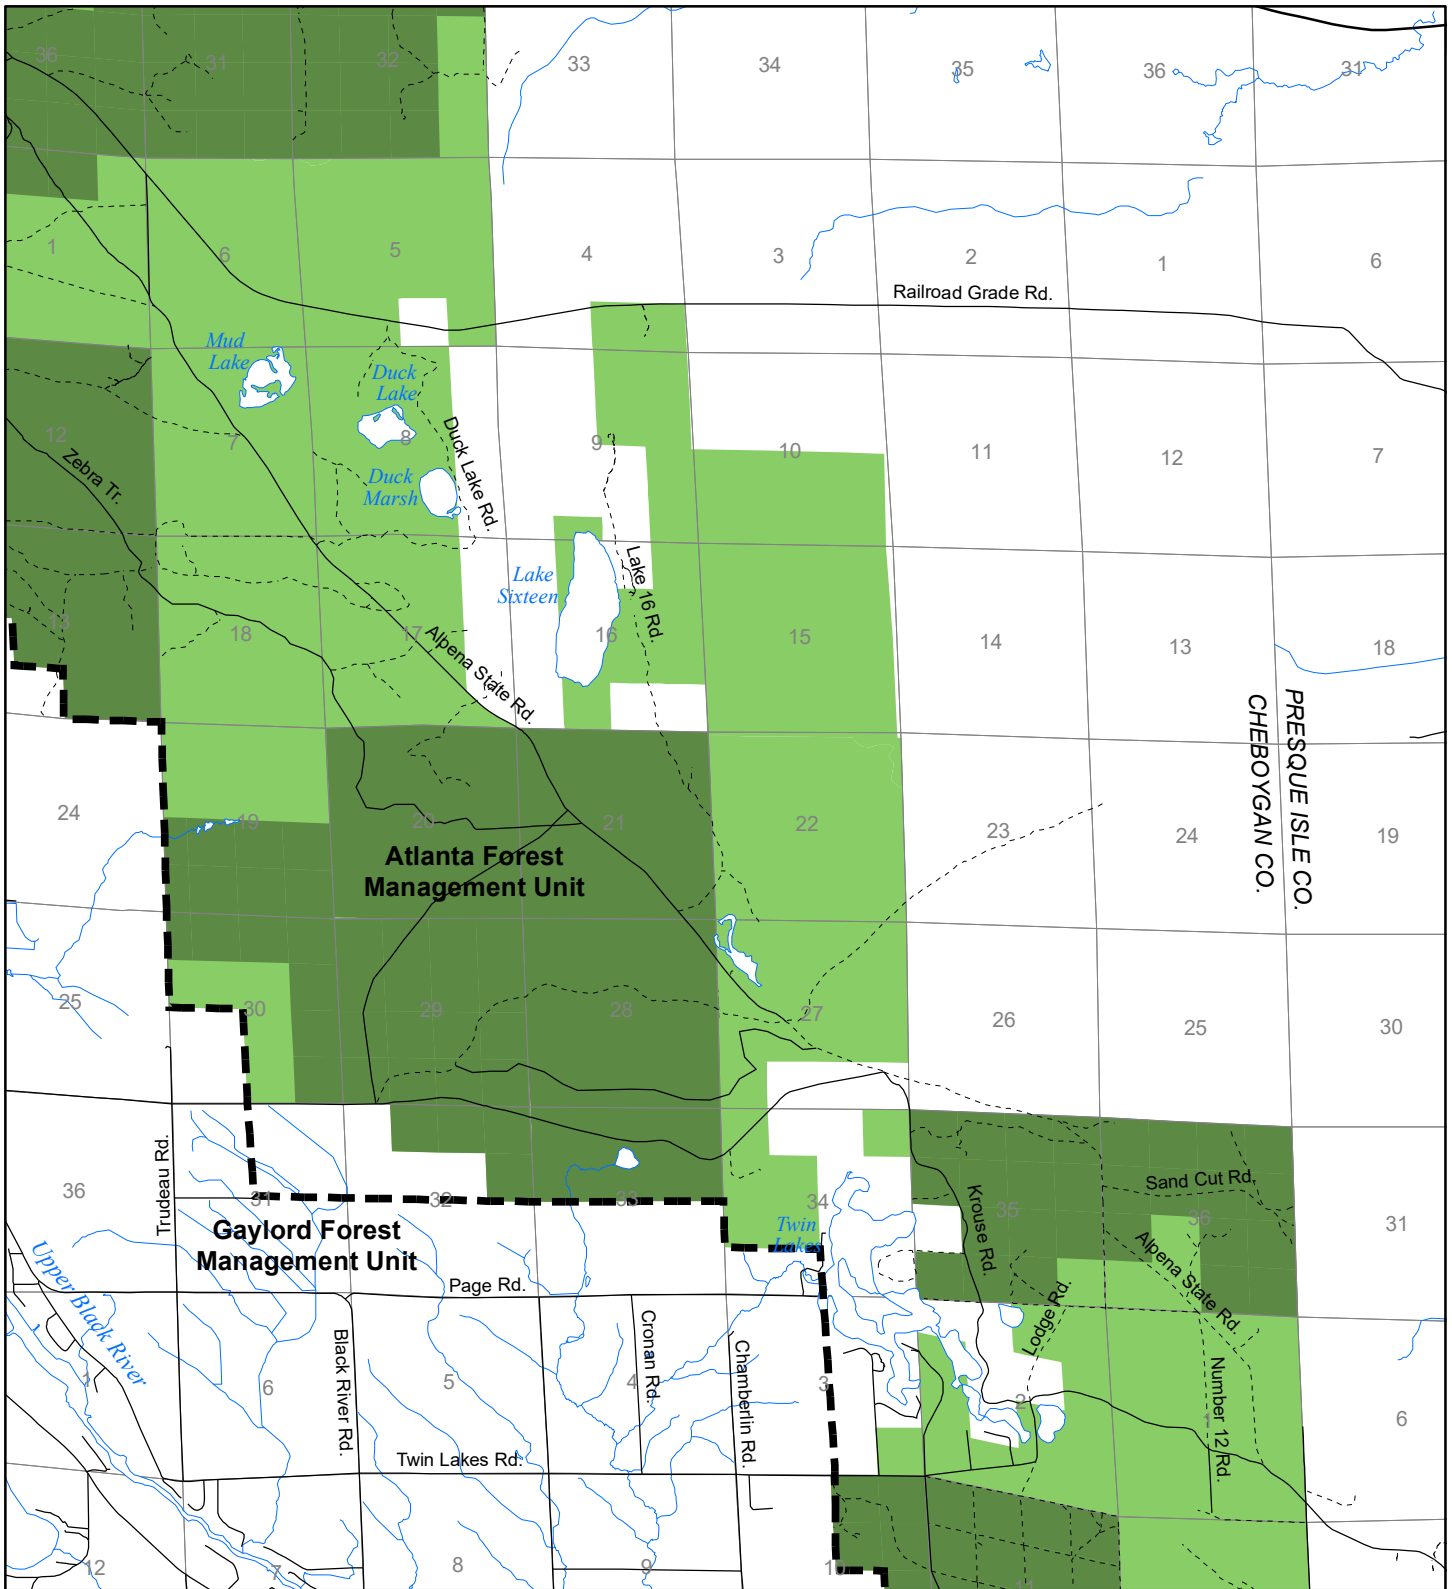 36
31
32
33
34
35
36
31
1
6
5
4
3
2
1
6
Railroad Grade Rd.
Mud
Lake
Duck
Lake
12
7
8
9
10
11
12
7
Zebra Tr.
Duck Lake Rd.
Duck
Marsh
Lake
Sixteen
Lake 16 Rd.
13
18
17
16
15
14
13
18
Alpena State Rd.
PRESQUE ISLE CO.
CHEBOYGAN CO.
24
19
20
21
22
23
24
19
Atlanta Forest
Management Unit
25
30
29
28
27
26
25
30
Trudeau Rd.
36
31
32
33
34
35
36
31
Sand Cut Rd.
Krouse Rd.
Gaylord Forest
Management Unit
Twin
Lakes
Alpena State Rd.
Upper Black River
Page Rd.
Lodge Rd.
Black River Rd.
Cronan Rd.
Chamberlin Rd.
Number 12 Rd.
1
6
5
4
3
2
1
6
Twin Lakes Rd.
12
7
8
9
10
11